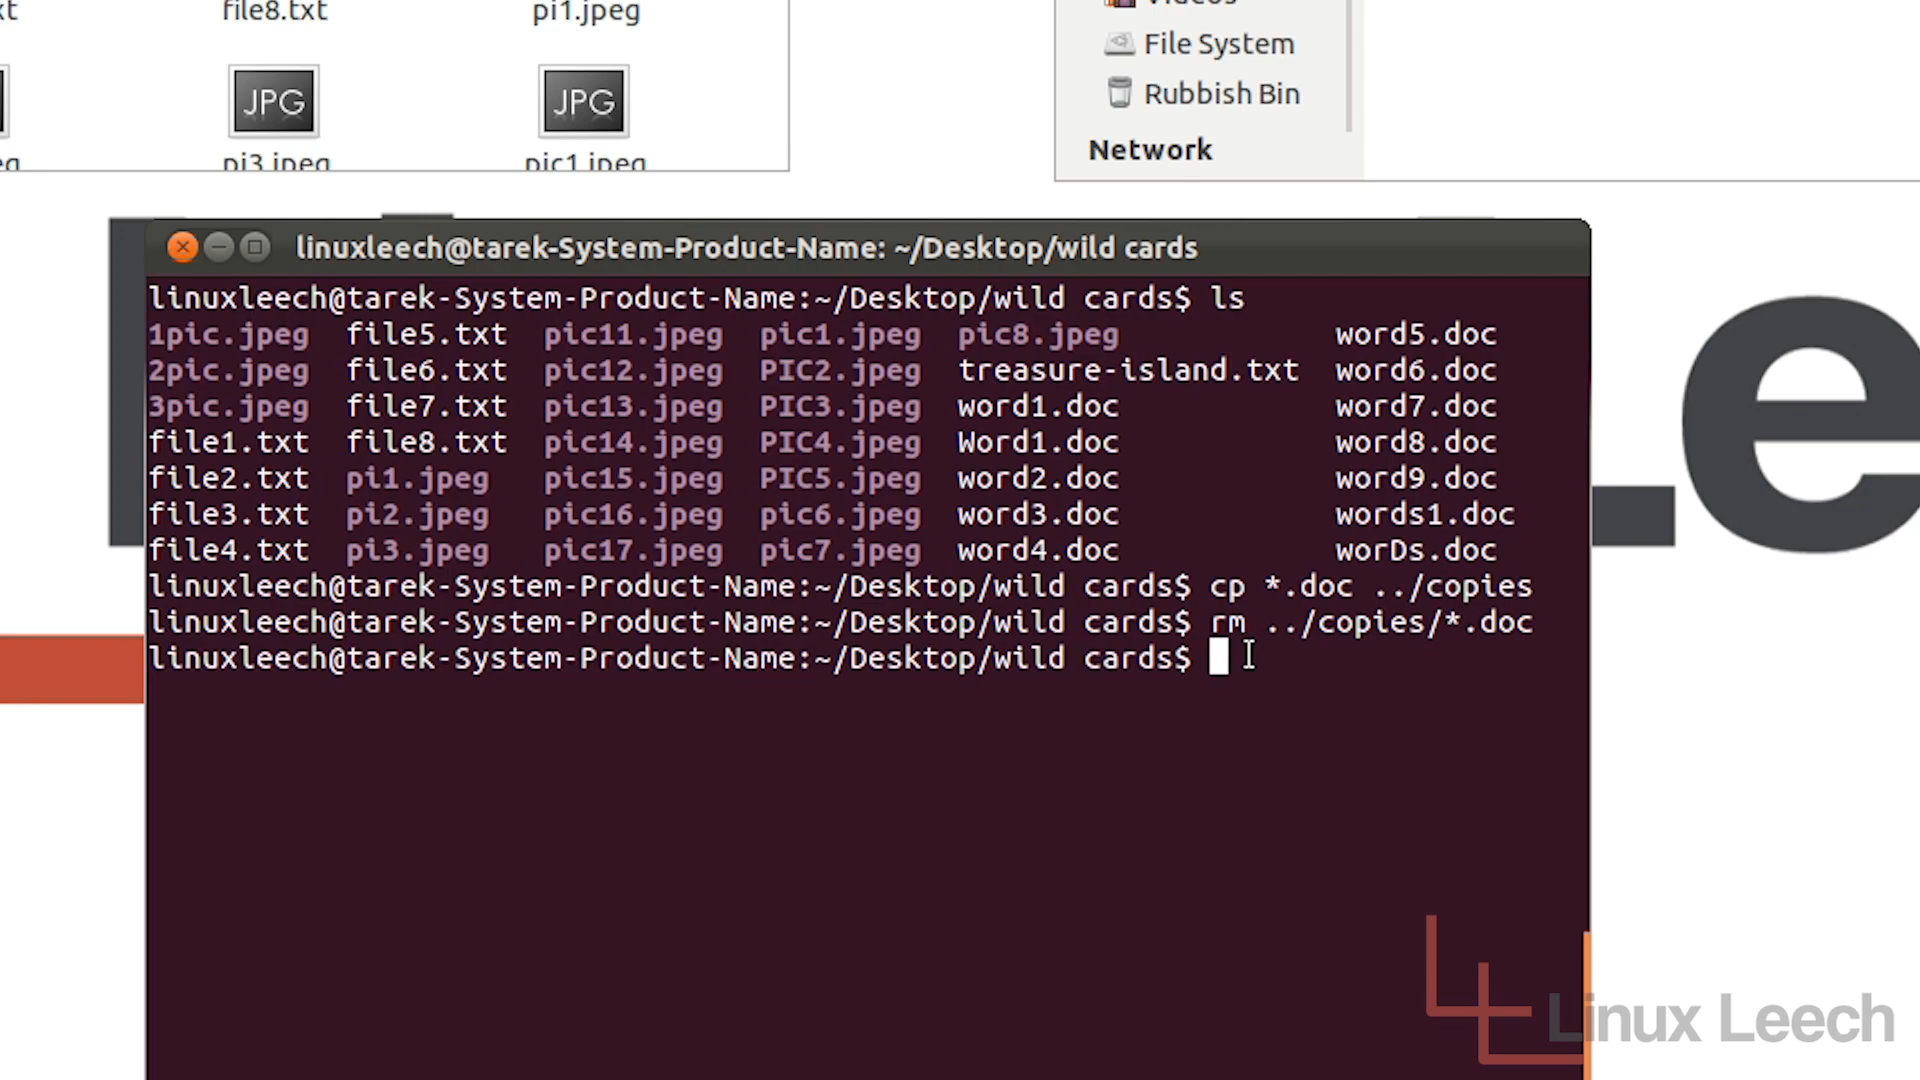 file8.txt pi1.jpeg
JPG JPG
pi3.jpeg pic1.jpeg
Videos
File System
Rubbish Bin
Network
linuxleech@tarek-System-Product-Name: ~/Desktop/wild cards
linuxleech@tarek-System-Product-Name:~/Desktop/wild cards$ ls
1pic.jpeg file5.txt pic11.jpeg pic1.jpeg pic8.jpeg word5.doc
2pic.jpeg file6.txt pic12.jpeg PIC2.jpeg treasure-island.txt word6.doc
3pic.jpeg file7.txt pic13.jpeg PIC3.jpeg word1.doc word7.doc
file1.txt file8.txt pic14.jpeg PIC4.jpeg Word1.doc word8.doc
file2.txt pi1.jpeg pic15.jpeg PIC5.jpeg word2.doc word9.doc
file3.txt pi2.jpeg pic16.jpeg pic6.jpeg word3.doc words1.doc
file4.txt pi3.jpeg pic17.jpeg pic7.jpeg word4.doc worDs.doc
linuxleech@tarek-System-Product-Name:~/Desktop/wild cards$ cp *.doc ../copies
linuxleech@tarek-System-Product-Name:~/Desktop/wild cards$ rm ../copies/*.doc
linuxleech@tarek-System-Product-Name:~/Desktop/wild cards$
Linux Leech